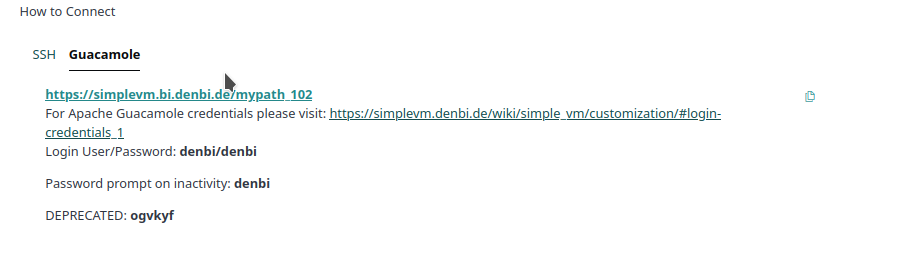 How to Connect
SSH Guacamole
https://simplevm.bi.denbi.de/mypath_102
For Apache Guacamole credentials please visit: https://simplevm.denbi.de/wiki/simple_vm/customization/#login-
credentials_1
Login User/Password: denbi/denbi
Password prompt on inactivity: denbi
DEPRECATED: ogvkyf